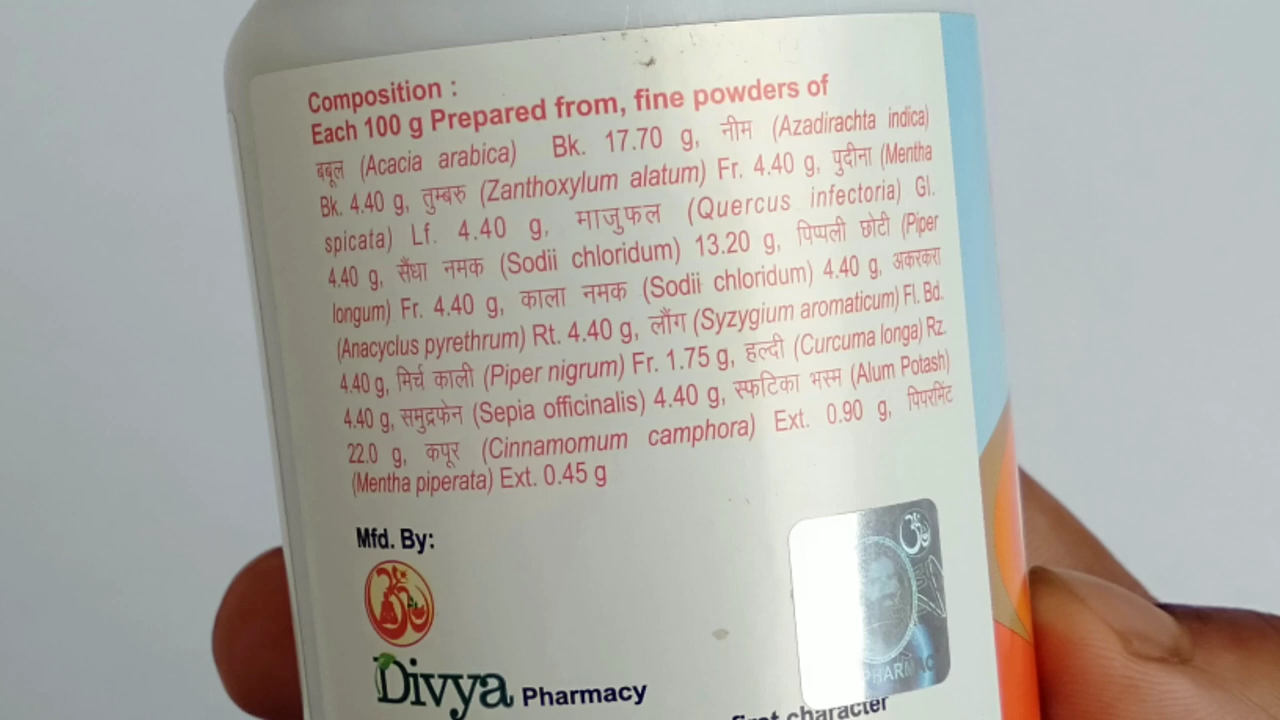 Composition :
Each 100 g Prepared from, fine powders of
बबूल (Acacia arabica) Bk. 17.70 g, नीम (Azadirachta indica)
Bk. 4.40 g, तुम्बरु (Zanthoxylum alatum) Fr. 4.40 g, पुदीना (Mentha
spicata) Lf. 4.40 g, माजुफल (Quercus infectoria) Gl.
4.40 g, सैंधा नमक (Sodii chloridum) 13.20 g, पिप्पली छोटी (Piper
longum) Fr. 4.40 g, काला नमक (Sodii chloridum) 4.40 g, अकरकरा
(Anacyclus pyrethrum) Rt. 4.40 g, लौंग (Syzygium aromaticum) Fl. Bd.
4.40 g, मिर्च काली (Piper nigrum) Fr. 1.75 g, हल्दी (Curcuma longa) Rz.
4.40 g, समुद्रफेन (Sepia officinalis) 4.40 g, स्फटिका भस्म (Alum Potash)
22.0 g, कपूर (Cinnamomum camphora) Ext. 0.90 g, पिपरमिंट
(Mentha piperata) Ext. 0.45 g
Mfd. By:
ॐ
Divya Pharmacy
first character